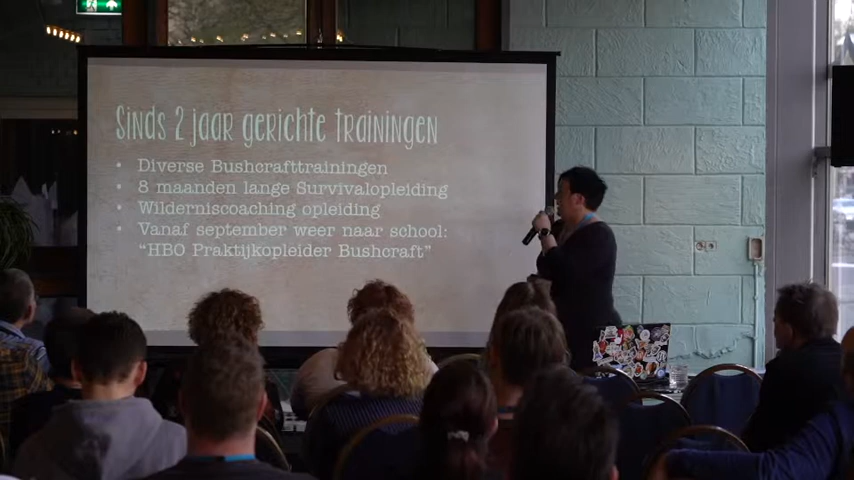 Sinds 2 jaar gerichte trainingen
• Diverse Bushcrafttrainingen
• 8 maanden lange Survivalopleiding
• Wilderniscoaching opleiding
• Vanaf september weer naar school:
"HBO Praktijkopleider Bushcraft"